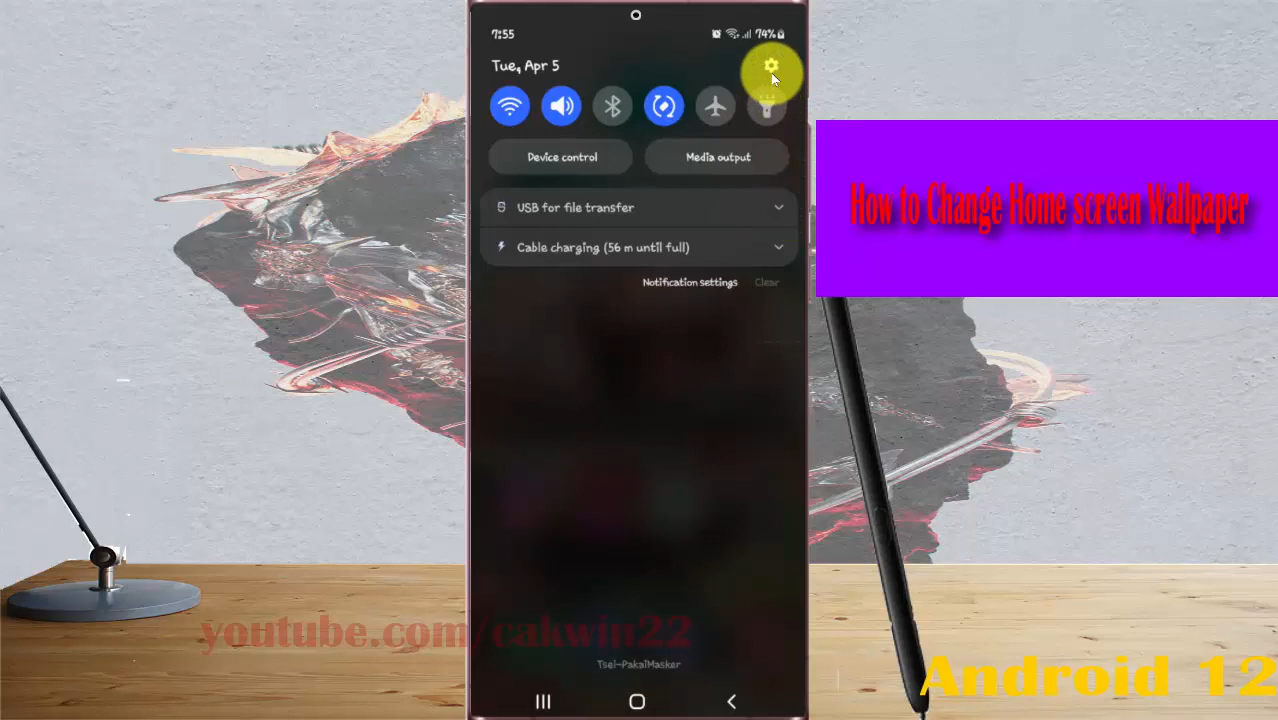 7:55
74%
Tue, Apr 5
Device control
Media output
USB for file transfer
Cable charging (56 m until full)
Notification settings
Clear
Tsel-PakaiMasker
How to Change Home screen Wallpaper
youtube.com/cakwin22
Android 12